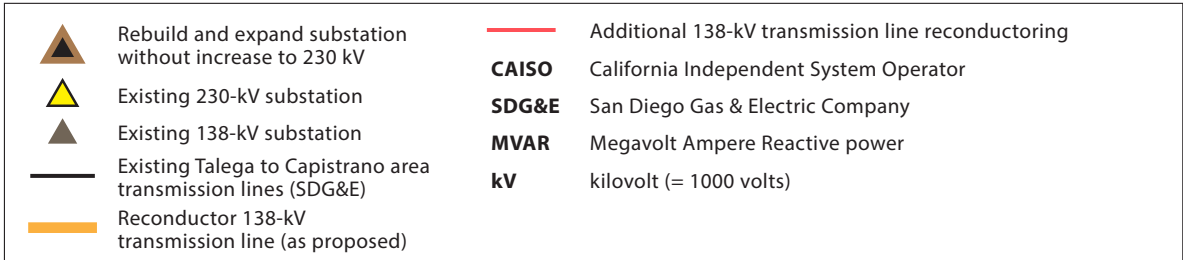 Rebuild and expand substation
without increase to 230 kV
Existing 230-kV substation
Existing 138-kV substation
Existing Talega to Capistrano area
transmission lines (SDG&E)
Reconductor 138-kV
transmission line (as proposed)
Additional 138-kV transmission line reconductoring
CAISO California Independent System Operator
SDG&E San Diego Gas & Electric Company
MVAR Megavolt Ampere Reactive power
kV kilovolt (= 1000 volts)